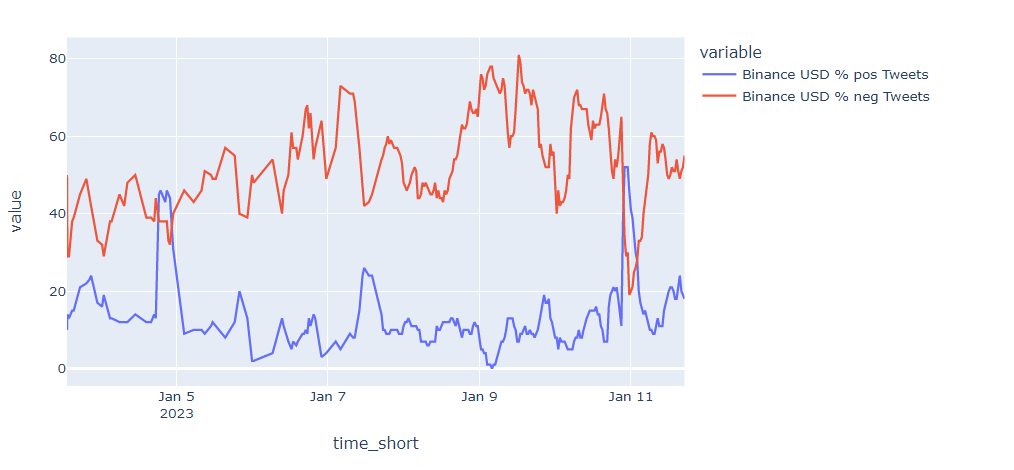 variable
Binance USD % pos Tweets
Binance USD % neg Tweets
value
80
60
40
20
0
Jan 5
2023
Jan 7
Jan 9
Jan 11
time_short